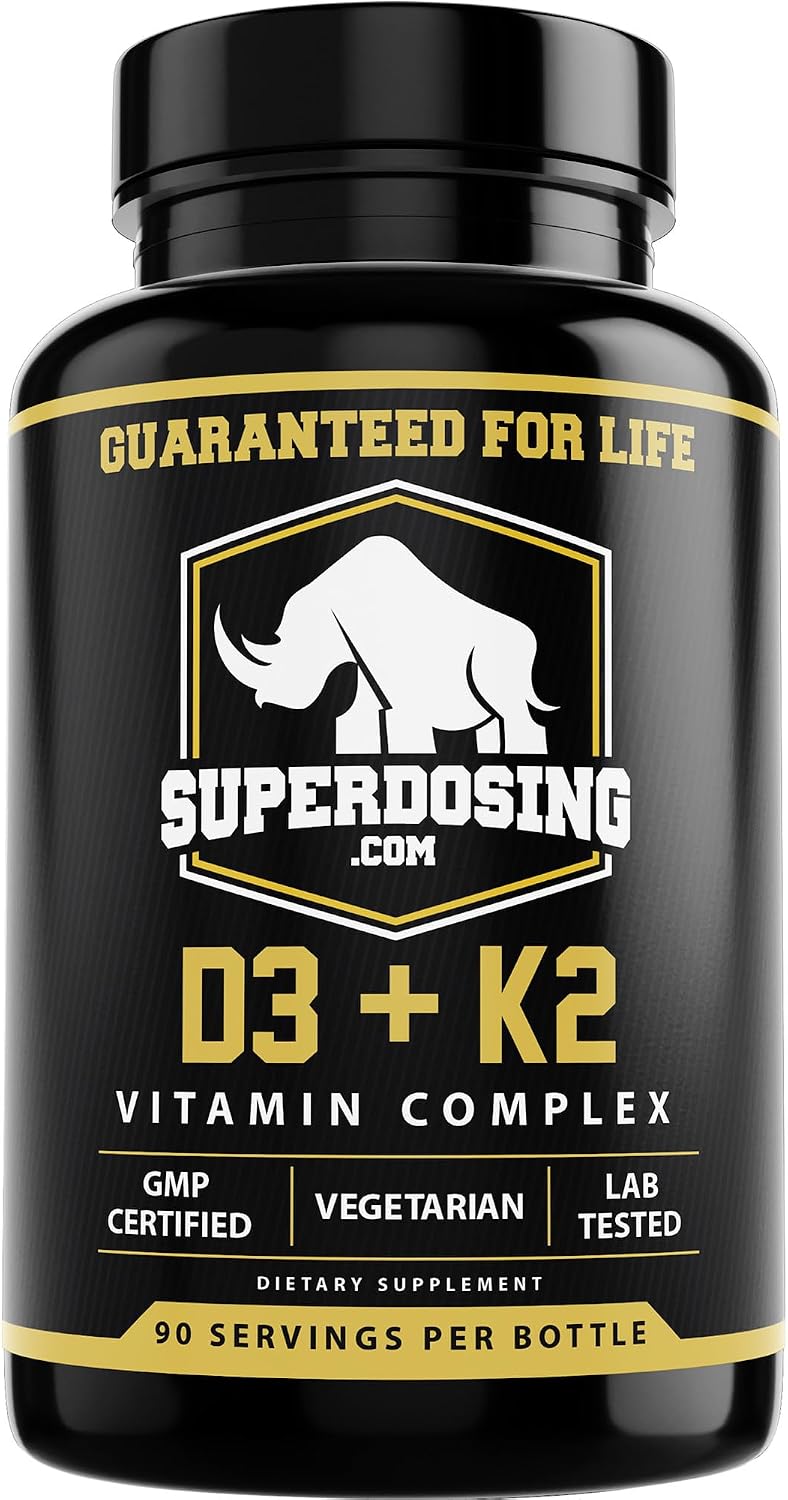 GUARANTEED FOR LIFE
SUPERDOSING
.COM
D3 + K2
VITAMIN COMPLEX
GMP
CERTIFIED
VEGETARIAN
LAB
TESTED
DIETARY SUPPLEMENT
90 SERVINGS PER BOTTLE